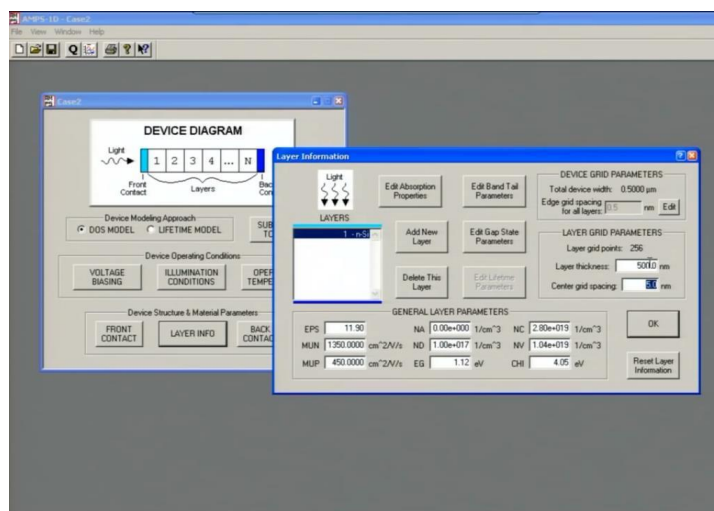 AMPS-1D - Case2
File View Window Help
Case2
DEVICE DIAGRAM
Light
1 2 3 4 ... N
Front Contact
Layers
Device Modeling Approach
DOS MODEL LIFETIME MODEL
Device Operating Conditions
VOLTAGE BIASING
ILLUMINATION CONDITIONS
Device Structure & Material Parameters
FRONT CONTACT
LAYER INFO
BACK
Layer Information
Light
LAYERS
1 - n-S
Edit Absorption Properties
Edit Band Tail Parameters
Add New Layer
Edit Gap State Parameters
Delete This Layer
Edit Lifetime Parameters
DEVICE GRID PARAMETERS
Total device width: 0.5000 µm
Edge grid spacing for all layers: 0.5 nm Edit
LAYER GRID PARAMETERS
Layer grid points: 256
Layer thickness: 500.0 nm
Center grid spacing: 5.0 nm
GENERAL LAYER PARAMETERS
EPS 11.90 NA 0.00e+000 1/cm^3 NC 2.80e+019 1/cm^3
MUN 1350.0000 cm^2/V/s ND 1.00e+017 1/cm^3 NV 1.04e+019 1/cm^3
MUP 450.0000 cm^2/V/s EG 1.12 eV CHI 4.05 eV
OK
Reset Layer Information